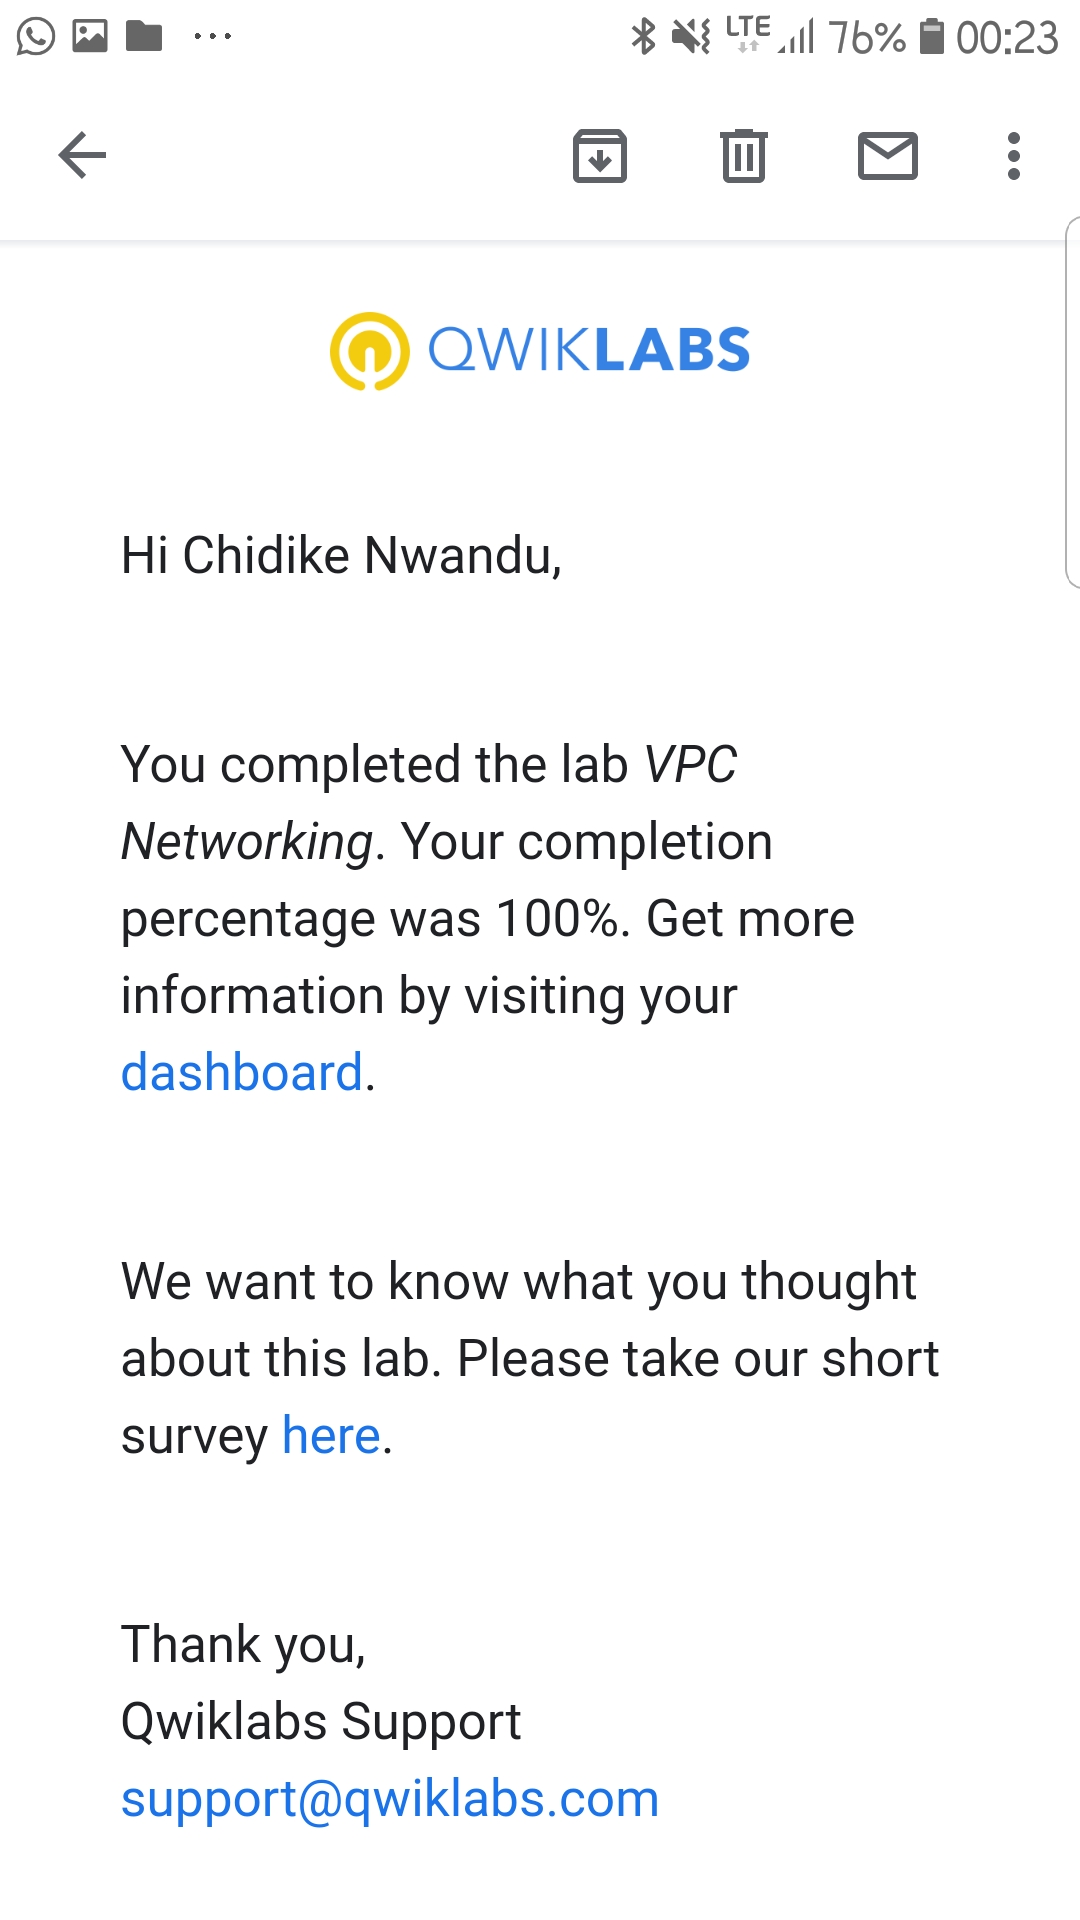 LTE 76% 00:23
QWIKLABS
Hi Chidike Nwandu,
You completed the lab VPC
Networking. Your completion
percentage was 100%. Get more
information by visiting your
dashboard.
We want to know what you thought
about this lab. Please take our short
survey here.
Thank you,
Qwiklabs Support
support@qwiklabs.com